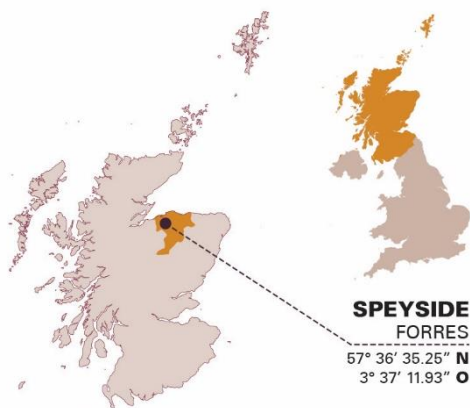 SPEYSIDE
FORRES
57° 36’ 35.25” N
3° 37’ 11.93” O